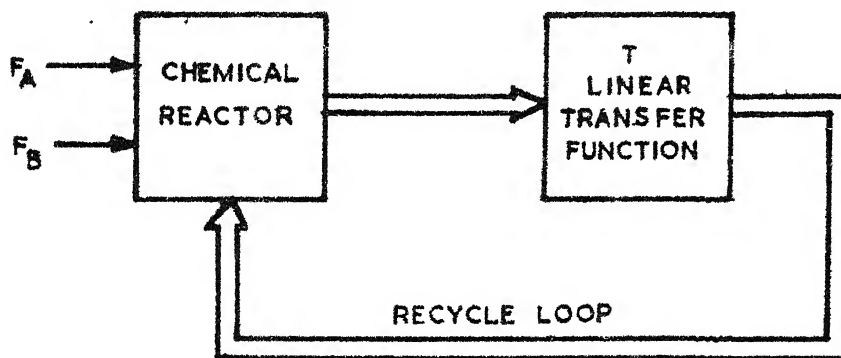 F_A
F_B
CHEMICAL
REACTOR
T
LINEAR
TRANSFER
FUNCTION
RECYCLE LOOP